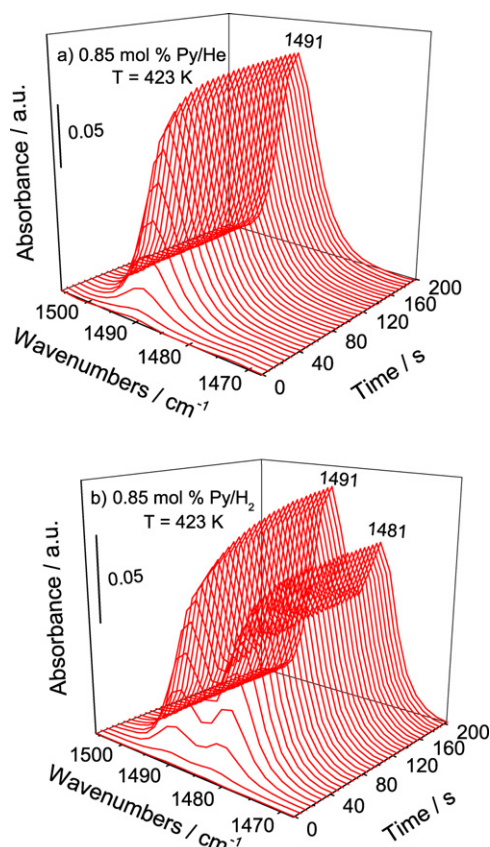 a) 0.85 mol % Py/He
T = 423 K
1491
0.05
Absorbance / a.u.
1500
1490
1480
1470
Wavenumbers / cm⁻¹
0
40
80
120
160
200
Time / s
b) 0.85 mol % Py/H₂
T = 423 K
1491
1481
0.05
Absorbance / a.u.
1500
1490
1480
1470
Wavenumbers / cm⁻¹
0
40
80
120
160
200
Time / s